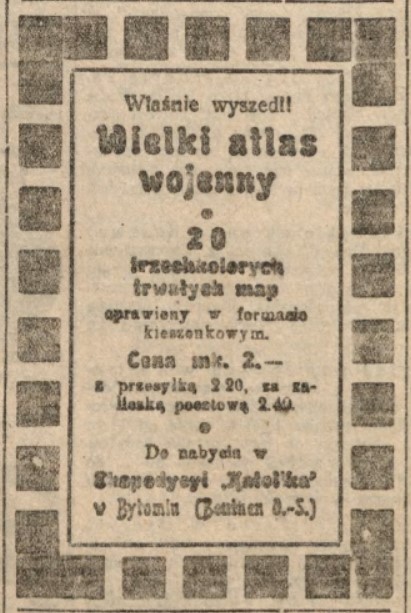 Właśnie wyszedł!
Wielki atlas
wojenny
20
trzechkolorych
trwałych map
oprawiony w formacie
kieszonkowym.
Cena mk. 2.—
z przesyłką 2 20, za za-
liczką pocztową 2.40.
Do nabycia w
Ekspedycyi „Katolika"
w Bytomiu (Beuthen O.-S.)